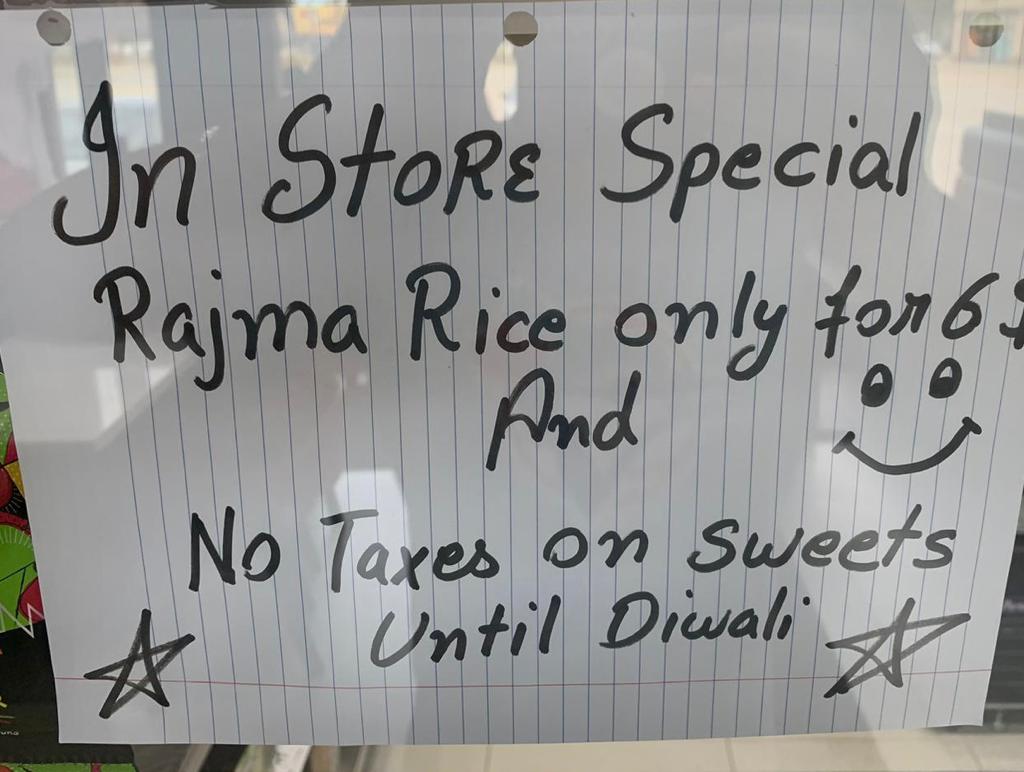 In Store Special
Rajma Rice only for 6$
And
No Taxes on sweets
Until Diwali